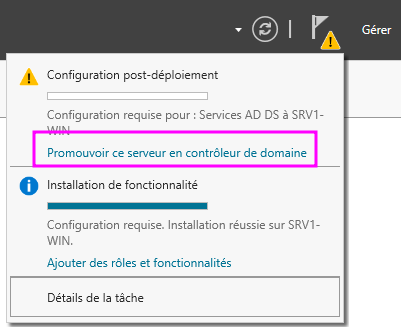 Gérer
Configuration post-déploiement
Configuration requise pour : Services AD DS à SRV1-
WIN
Promouvoir ce serveur en contrôleur de domaine
Installation de fonctionnalité
Configuration requise. Installation réussie sur SRV1-
WIN.
Ajouter des rôles et fonctionnalités
Détails de la tâche